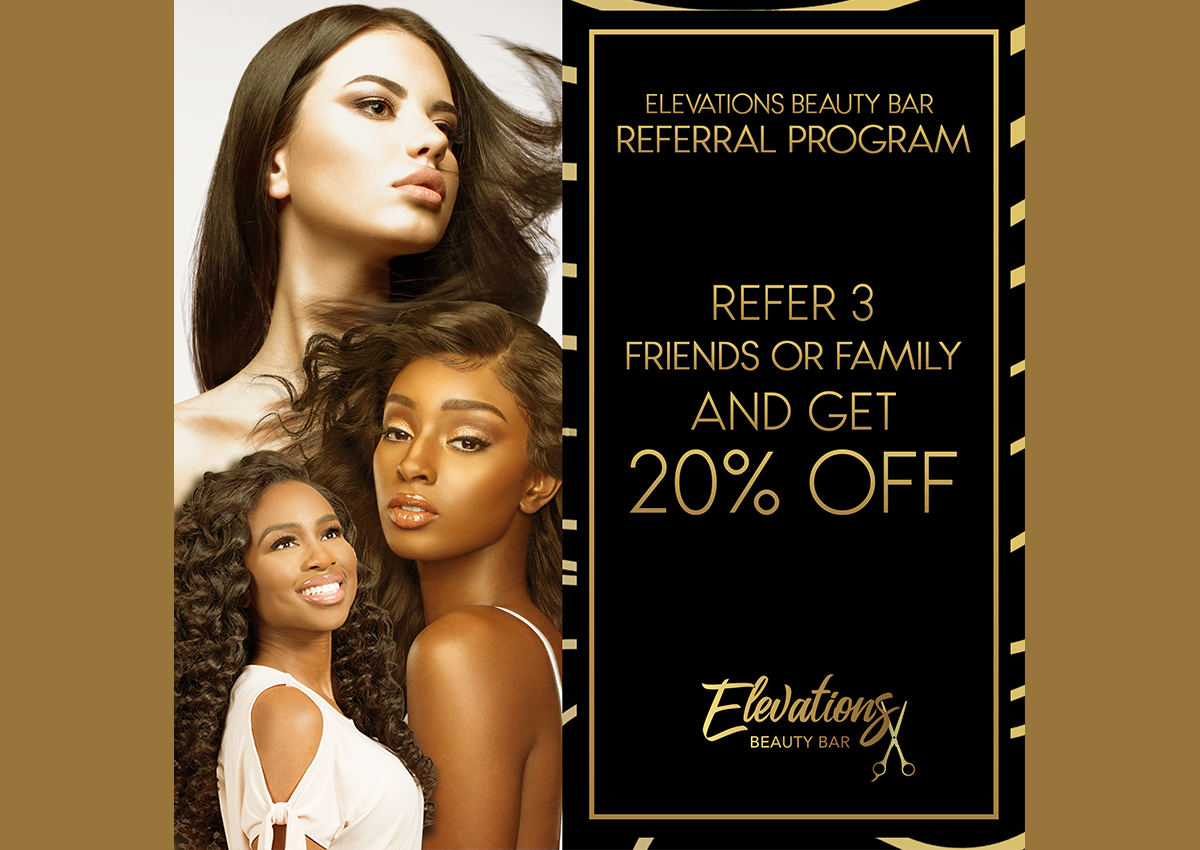 ELEVATIONS BEAUTY BAR
REFERRAL PROGRAM
REFER 3
FRIENDS OR FAMILY
AND GET
20% OFF
Elevations
BEAUTY BAR